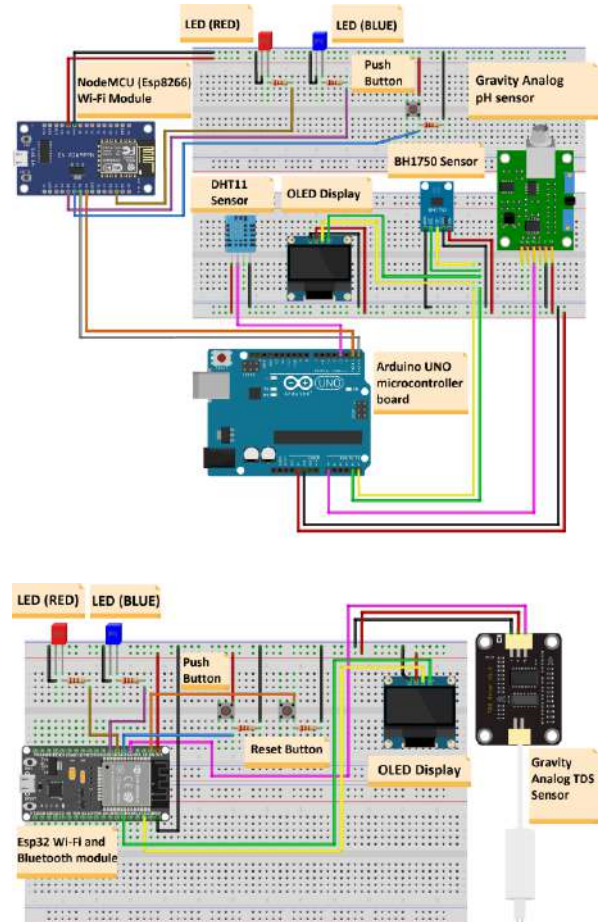 LED (RED)
LED (BLUE)
NodeMCU (Esp8266)
Wi-Fi Module
Push
Button
Gravity Analog
pH sensor
DHT11
Sensor
OLED Display
BH1750 Sensor
Arduino UNO
microcontroller
board
UNO
LED (RED)
LED (BLUE)
Push
Button
Reset Button
OLED Display
Gravity
Analog TDS
Sensor
Esp32 Wi-Fi and
Bluetooth module